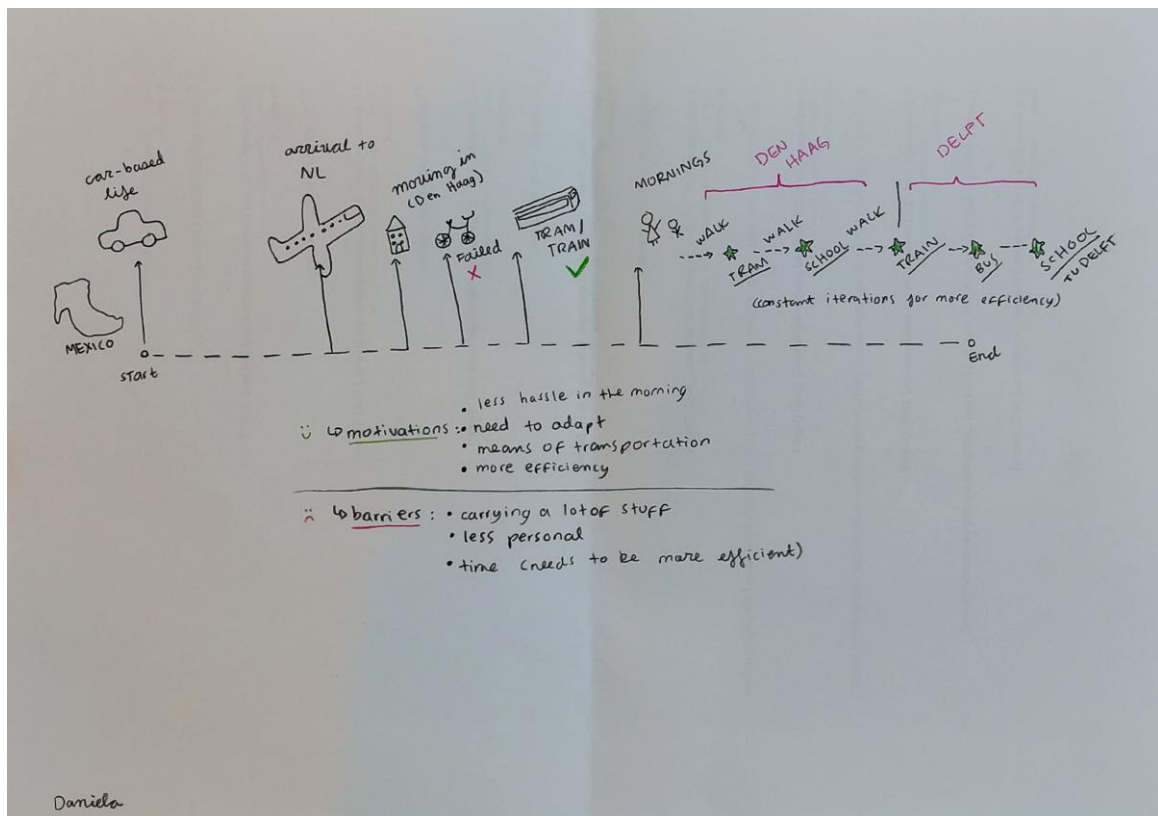 car-based
life
MEXICO
start
arrival to
NL
moving in
(Den Haag)
Failed
X
TRAM/
TRAIN
MORNINGS
DEN
HAAG
DELPT
WALK
TRAM
WALK
SCHOOL
WALK
TRAIN
BUS
SCHOOL
TU DELFT
(constant iterations for more efficiency)
End
motivations :
• less hassle in the morning
• need to adapt
• means of transportation
• more efficiency
barriers :
• carrying a lot of stuff
• less personal
• time (needs to be more efficient)
Daniela